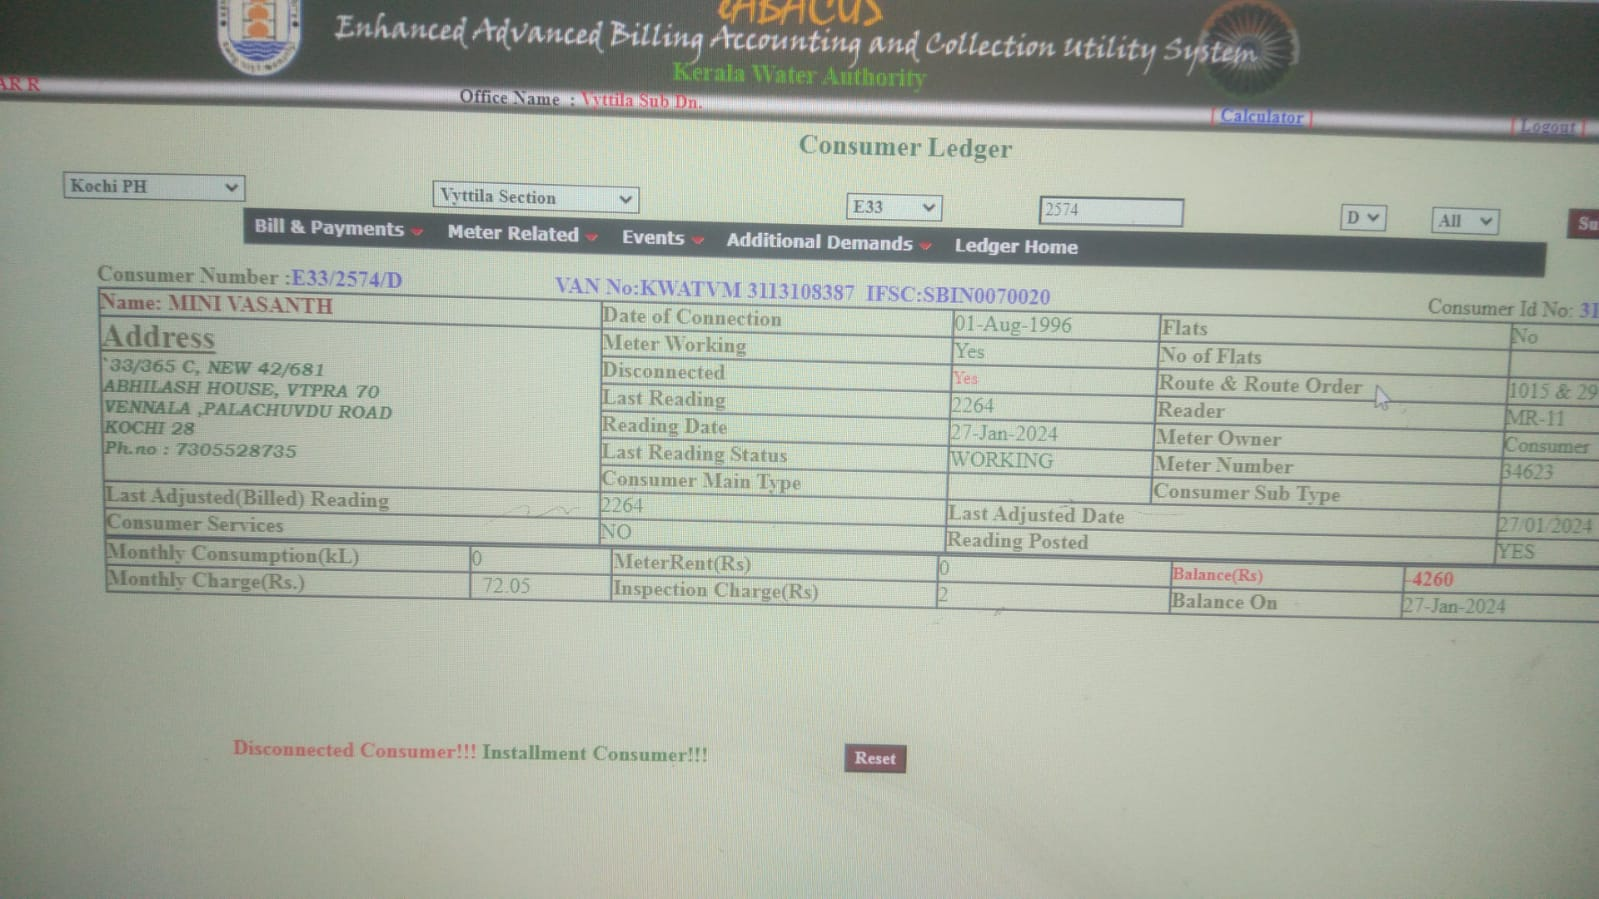 eABACUS
Enhanced Advanced Billing Accounting and Collection Utility System
Kerala Water Authority
AR R
Office Name : Vyttila Sub Dn.
[ Calculator ]
[ Logout ]
Consumer Ledger
Kochi PH Vyttila Section E33 2574 D All Su
Bill & Payments Meter Related Events Additional Demands Ledger Home
Consumer Number :E33/2574/D VAN No:KWATVM 3113108387 IFSC:SBIN0070020 Consumer Id No: 31
Name: MINI VASANTH
Address
`33/365 C, NEW 42/681
ABHILASH HOUSE, VTPRA 70
VENNALA ,PALACHUVDU ROAD
KOCHI 28
Ph.no : 7305528735
Date of Connection 01-Aug-1996 Flats No
Meter Working Yes No of Flats
Disconnected Yes Route & Route Order 1015 & 29
Last Reading 2264 Reader MR-11
Reading Date 27-Jan-2024 Meter Owner Consumer
Last Reading Status WORKING Meter Number 34623
Consumer Main Type Consumer Sub Type
Last Adjusted(Billed) Reading 2264 Last Adjusted Date 27/01/2024
Consumer Services NO Reading Posted YES
Monthly Consumption(kL) 0 MeterRent(Rs) 0 Balance(Rs) -4260
Monthly Charge(Rs.) 72.05 Inspection Charge(Rs) 2 Balance On 27-Jan-2024
Disconnected Consumer!!! Installment Consumer!!! Reset